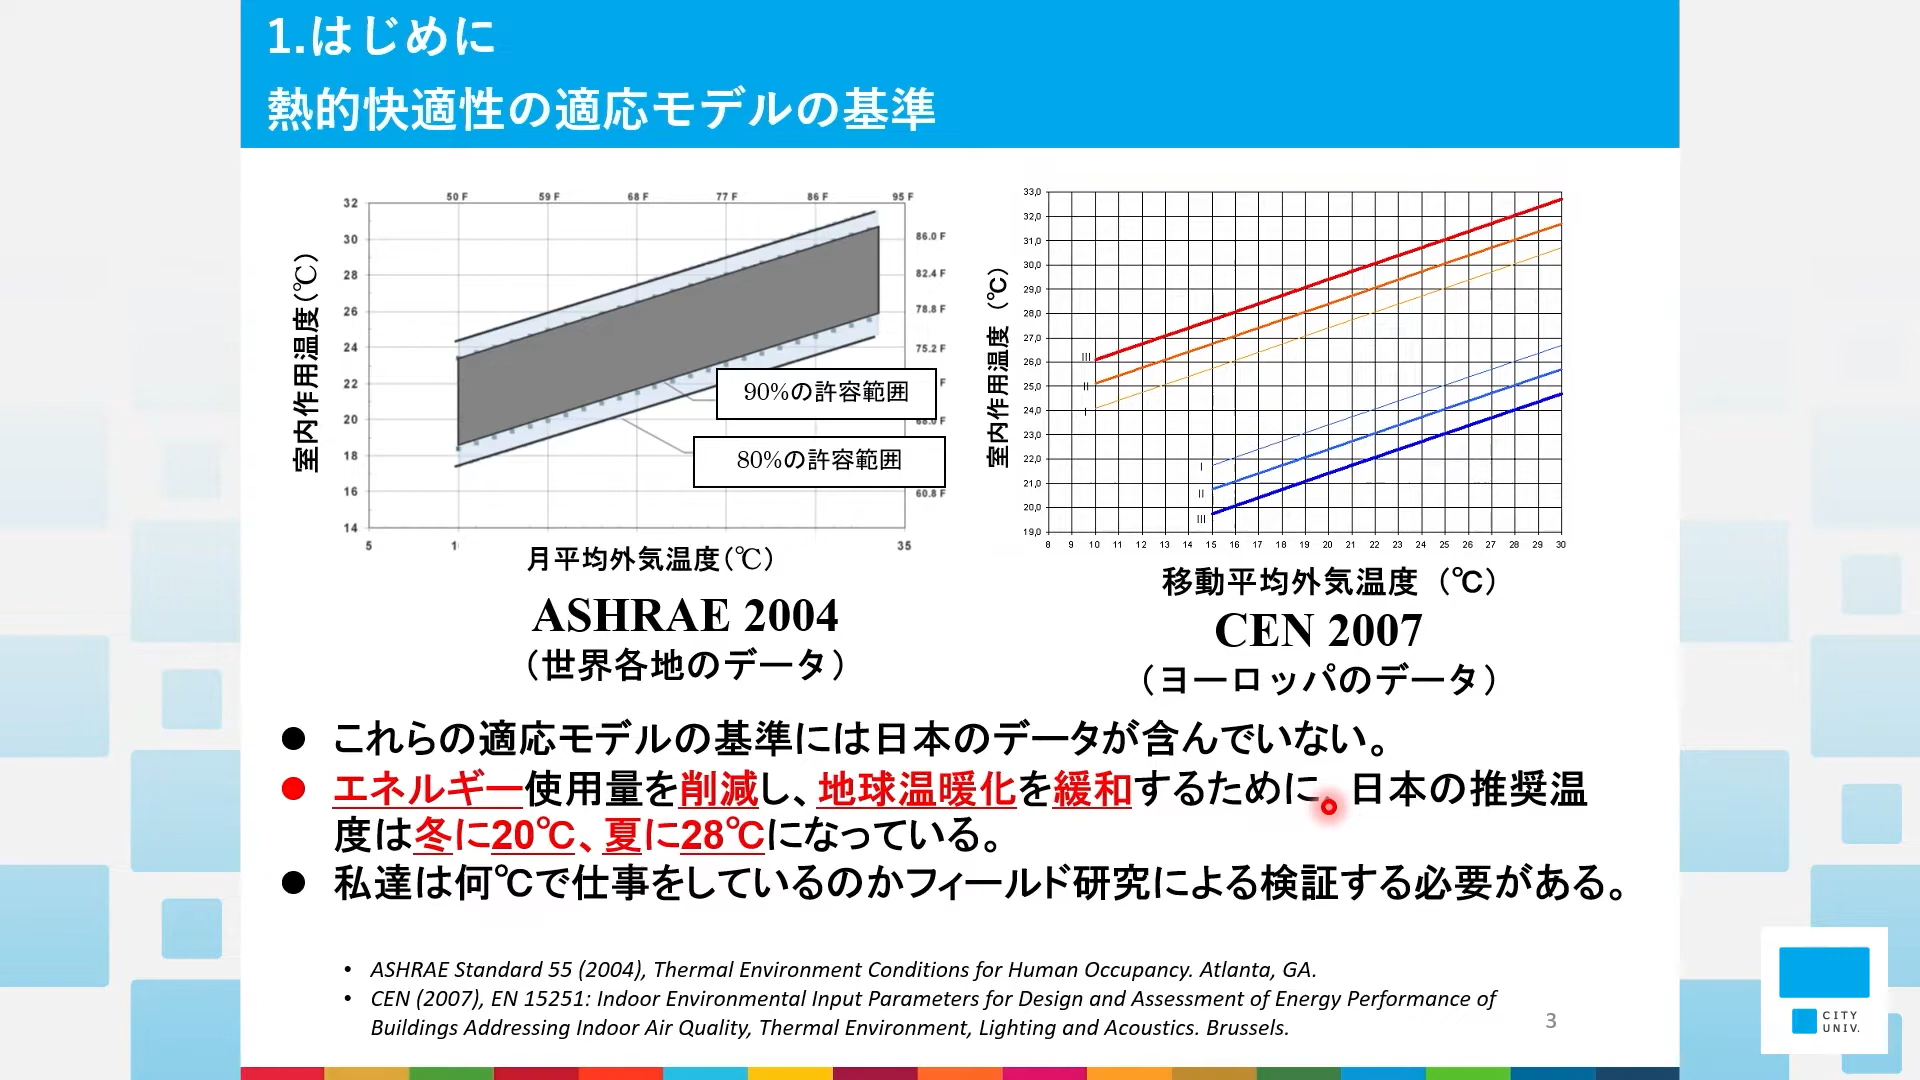 1.はじめに
熱的快適性の適応モデルの基準
50 F 59 F 68 F 77 F 86 F 95 F
32
30
28
26
24
22
20
18
16
14
86.0 F
82.4 F
78.8 F
75.2 F
F
68.0 F
60.8 F
5 1 35
室内作用温度(℃)
90%の許容範囲
80%の許容範囲
月平均外気温度(℃)
ASHRAE 2004
(世界各地のデータ)
33,0
32,0
31,0
30,0
29,0
28,0
27,0
26,0
25,0
24,0
23,0
22,0
21,0
20,0
19,0
III
II
I
I
II
III
8 9 10 11 12 13 14 15 16 17 18 19 20 21 22 23 24 25 26 27 28 29 30
室内作用温度(℃)
移動平均外気温度(℃)
CEN 2007
(ヨーロッパのデータ)
● これらの適応モデルの基準には日本のデータが含んでいない。
● エネルギー使用量を削減し、地球温暖化を緩和するために。日本の推奨温
度は冬に20℃、夏に28℃になっている。
● 私達は何℃で仕事をしているのかフィールド研究による検証する必要がある。
• ASHRAE Standard 55 (2004), Thermal Environment Conditions for Human Occupancy. Atlanta, GA.
• CEN (2007), EN 15251: Indoor Environmental Input Parameters for Design and Assessment of Energy Performance of
Buildings Addressing Indoor Air Quality, Thermal Environment, Lighting and Acoustics. Brussels.
3
CITY
UNIV.